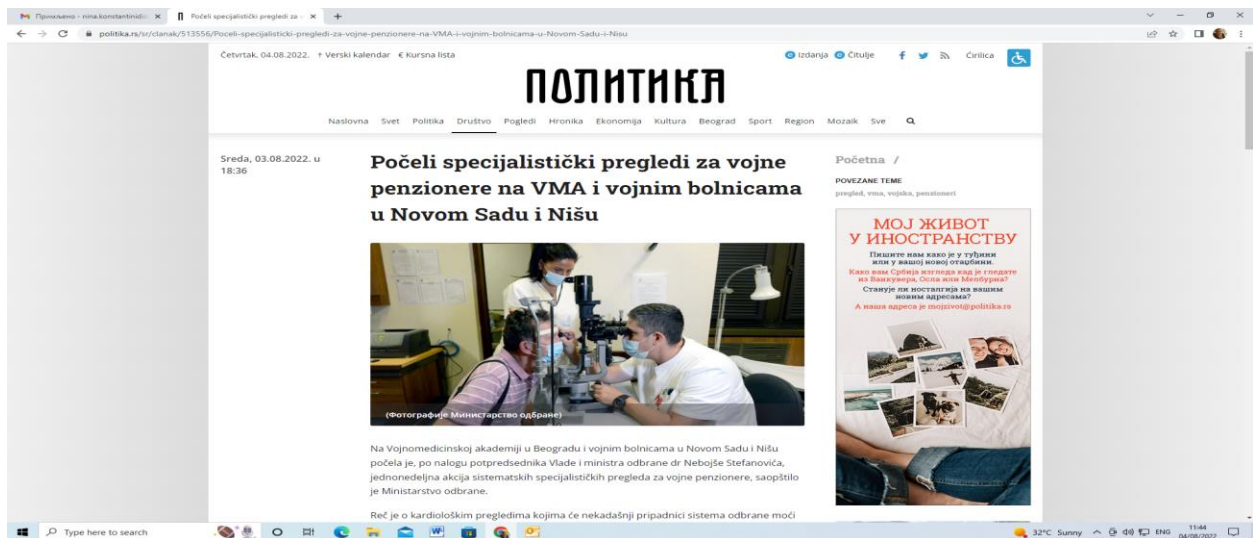 Примљено - nina.konstantinidi
Početi specijalistički pregledi za
politika.rs/sr/clanak/513556/Poceli-specijalisticki-pregledi-za-vojne-penzionere-na-VMA-i-vojnim-bolnicama-u-Novom-Sadu-i-Nisu
Četvrtak, 04.08.2022. † Verski kalendar € Kursna lista
Izdanja Čitulje Ćirilica
ПОЛИТИКА
Naslovna Svet Politika Društvo Pogledi Hronika Ekonomija Kultura Beograd Sport Region Mozaik Sve
Sreda, 03.08.2022. u
18:36
Počeli specijalistički pregledi za vojne
penzionere na VMA i vojnim bolnicama
u Novom Sadu i Nišu
(Фотографије Министарство одбране)
Na Vojnomedicinskoj akademiji u Beogradu i vojnim bolnicama u Novom Sadu i Nišu
počela je, po nalogu potpredsednika Vlade i ministra odbrane dr Nebojše Stefanovića,
jednonedeljna akcija sistematskih specijalističkih pregleda za vojne penzionere, saopštilo
je Ministarstvo odbrane.
Reč je o kardiološkim pregledima kojima će nekadašnji pripadnici sistema odbrane moći
Početna /
POVEZANE TEME
pregled, vma, vojska, penzioneri
МОЈ ЖИВОТ
У ИНОСТРАНСТВУ
Пишите нам како је у туђини
или у вашој новој отаџбини.
Како вам Србија изгледа кад је гледате
из Ванкувера, Осла или Мелбурна?
Станује ли носталгија на вашим
новим адресама?
А наша адреса је mojzivot@politika.rs
Type here to search
32°C Sunny
ENG
11:44
04/08/2022